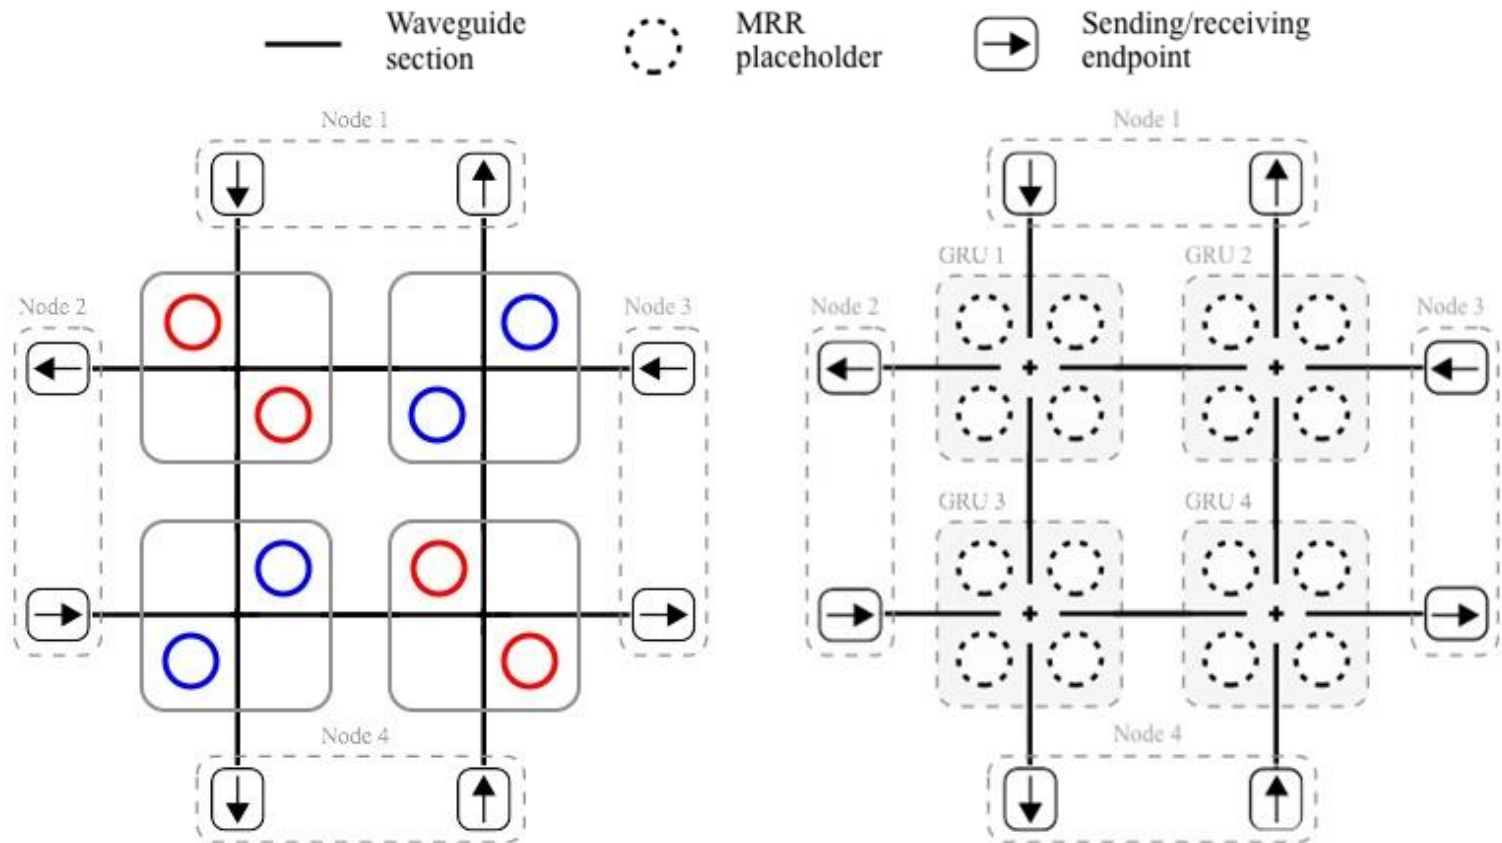 Waveguide
section
MRR
placeholder
Sending/receiving
endpoint
Node 1
Node 2
Node 3
Node 4
Node 1
GRU 1
GRU 2
Node 2
Node 3
GRU 3
GRU 4
Node 4